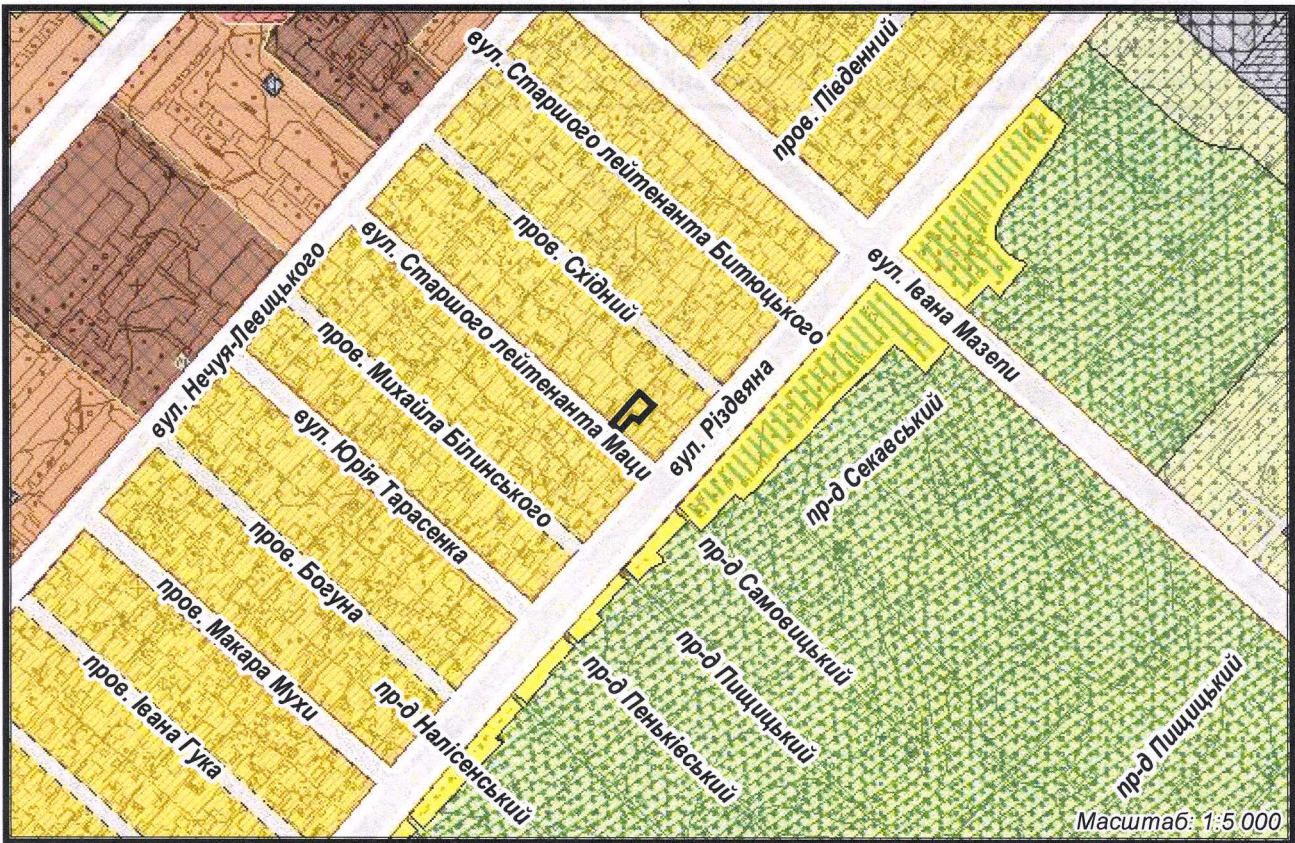 вул. Старшого лейтенанта Битюцького
пров. Південний
пров. Східний
вул. Старшого лейтенанта Маци
вул. Нечуя-Левицького
вул. Івана Мазепи
пров. Михайла Білинського
вул. Різдвяна
вул. Юрія Тарасенка
пр-д Секавський
пров. Богуна
пр-д Самовицький
пров. Макара Мухи
пр-д Пищицький
пров. Івана Гука
пр-д Налісенський
пр-д Пеньківський
пр-д Пищицький
Масштаб: 1:5 000